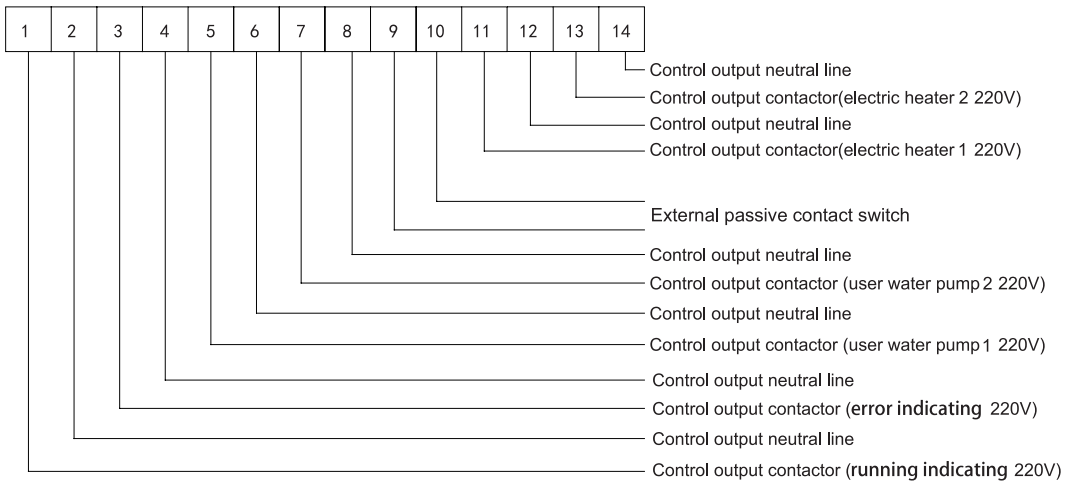 1 2 3 4 5 6 7 8 9 10 11 12 13 14
Control output neutral line
Control output contactor(electric heater 2 220V)
Control output neutral line
Control output contactor(electric heater 1 220V)
External passive contact switch
Control output neutral line
Control output contactor (user water pump 2 220V)
Control output neutral line
Control output contactor (user water pump 1 220V)
Control output neutral line
Control output contactor (error indicating 220V)
Control output neutral line
Control output contactor (running indicating 220V)